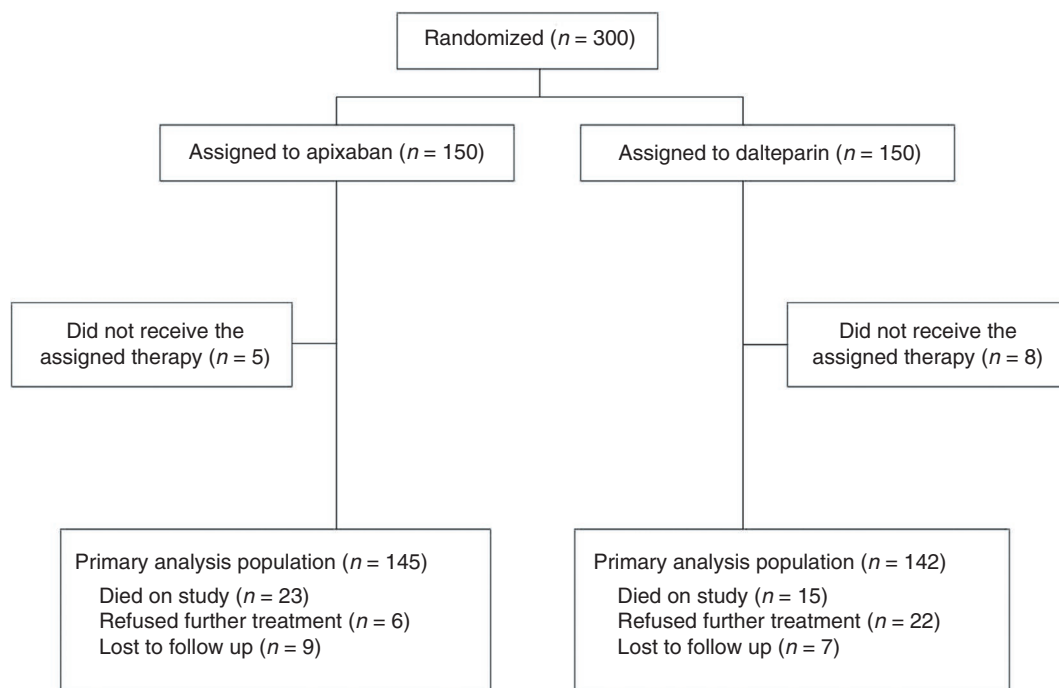 Randomized (n = 300)
Assigned to apixaban (n = 150)
Assigned to dalteparin (n = 150)
Did not receive the
assigned therapy (n = 5)
Did not receive the
assigned therapy (n = 8)
Primary analysis population (n = 145)
Died on study (n = 23)
Refused further treatment (n = 6)
Lost to follow up (n = 9)
Primary analysis population (n = 142)
Died on study (n = 15)
Refused further treatment (n = 22)
Lost to follow up (n = 7)